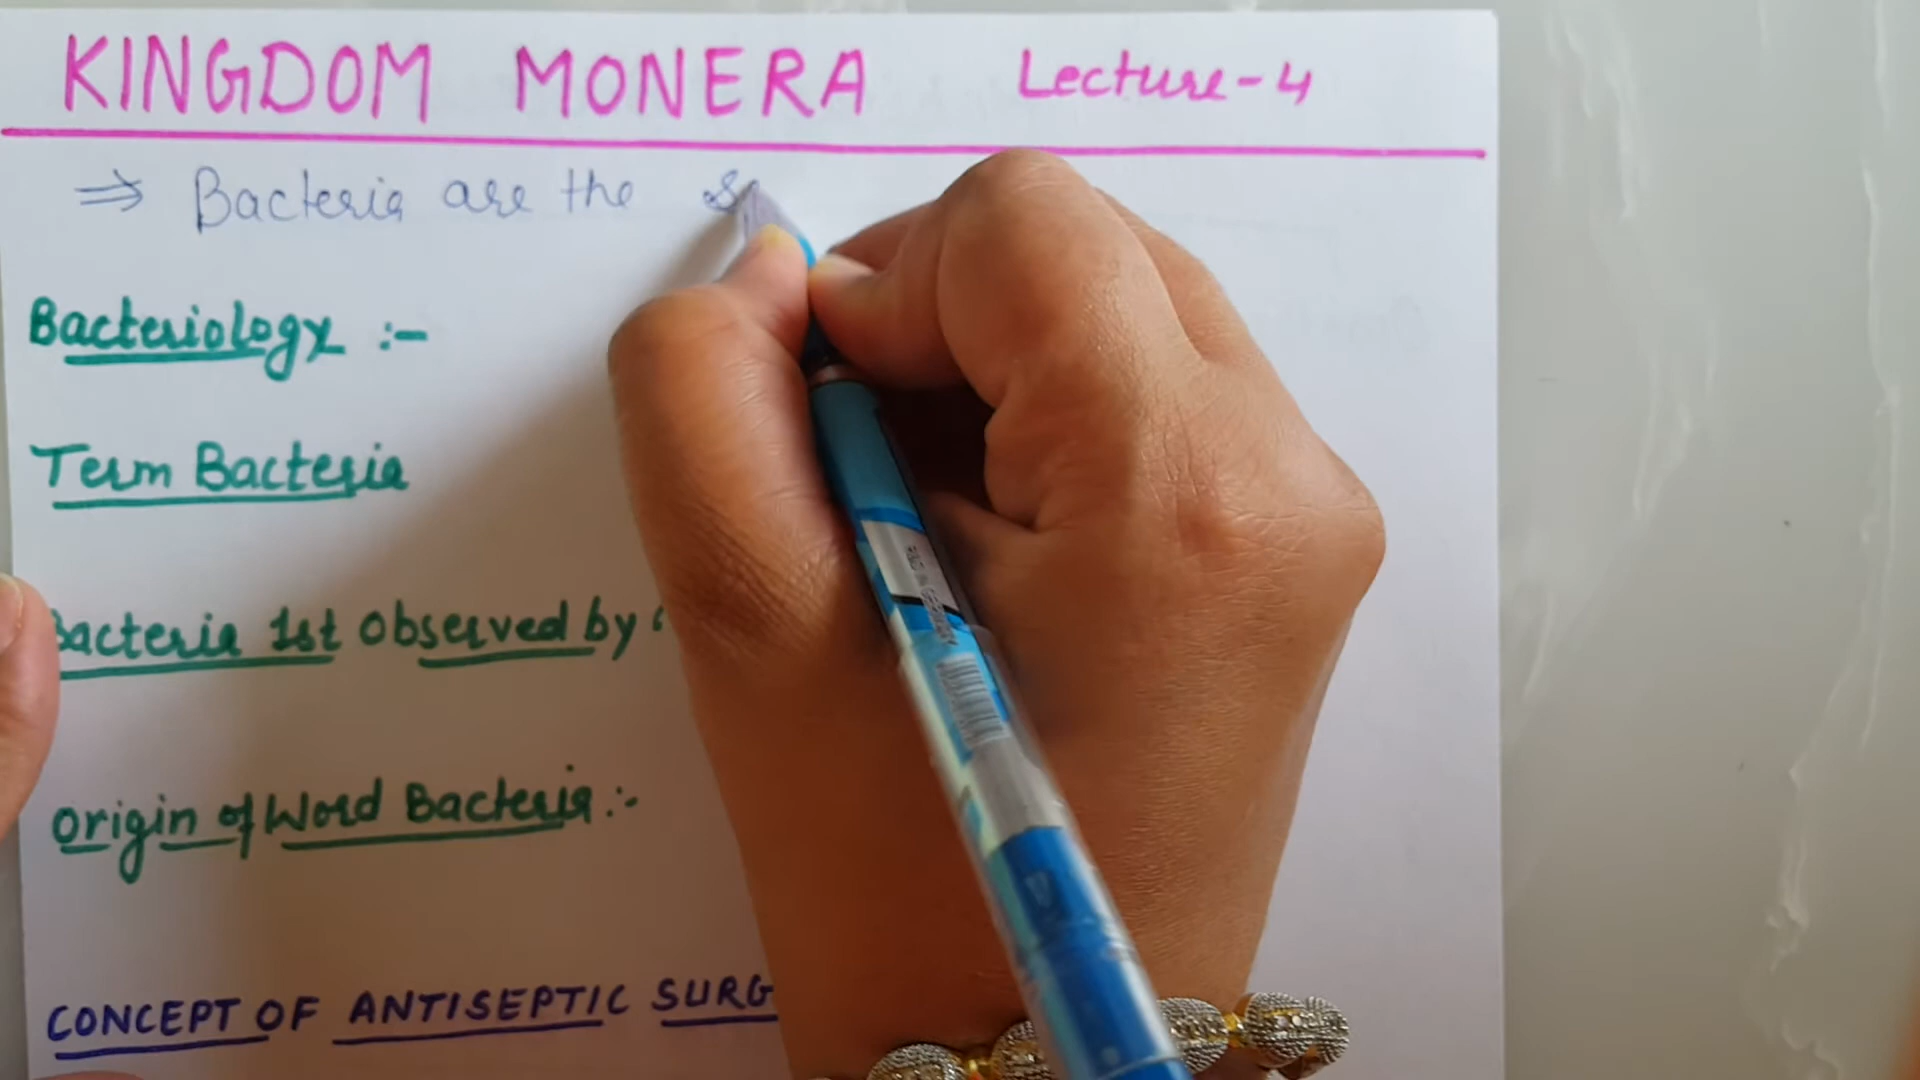 KINGDOM MONERA Lecture-4
⇒ Bacteria are the
Bacteriology :-
Term Bacteria
Bacteria 1st Observed by
Origin of Word Bacteria :-
CONCEPT OF ANTISEPTIC SURG